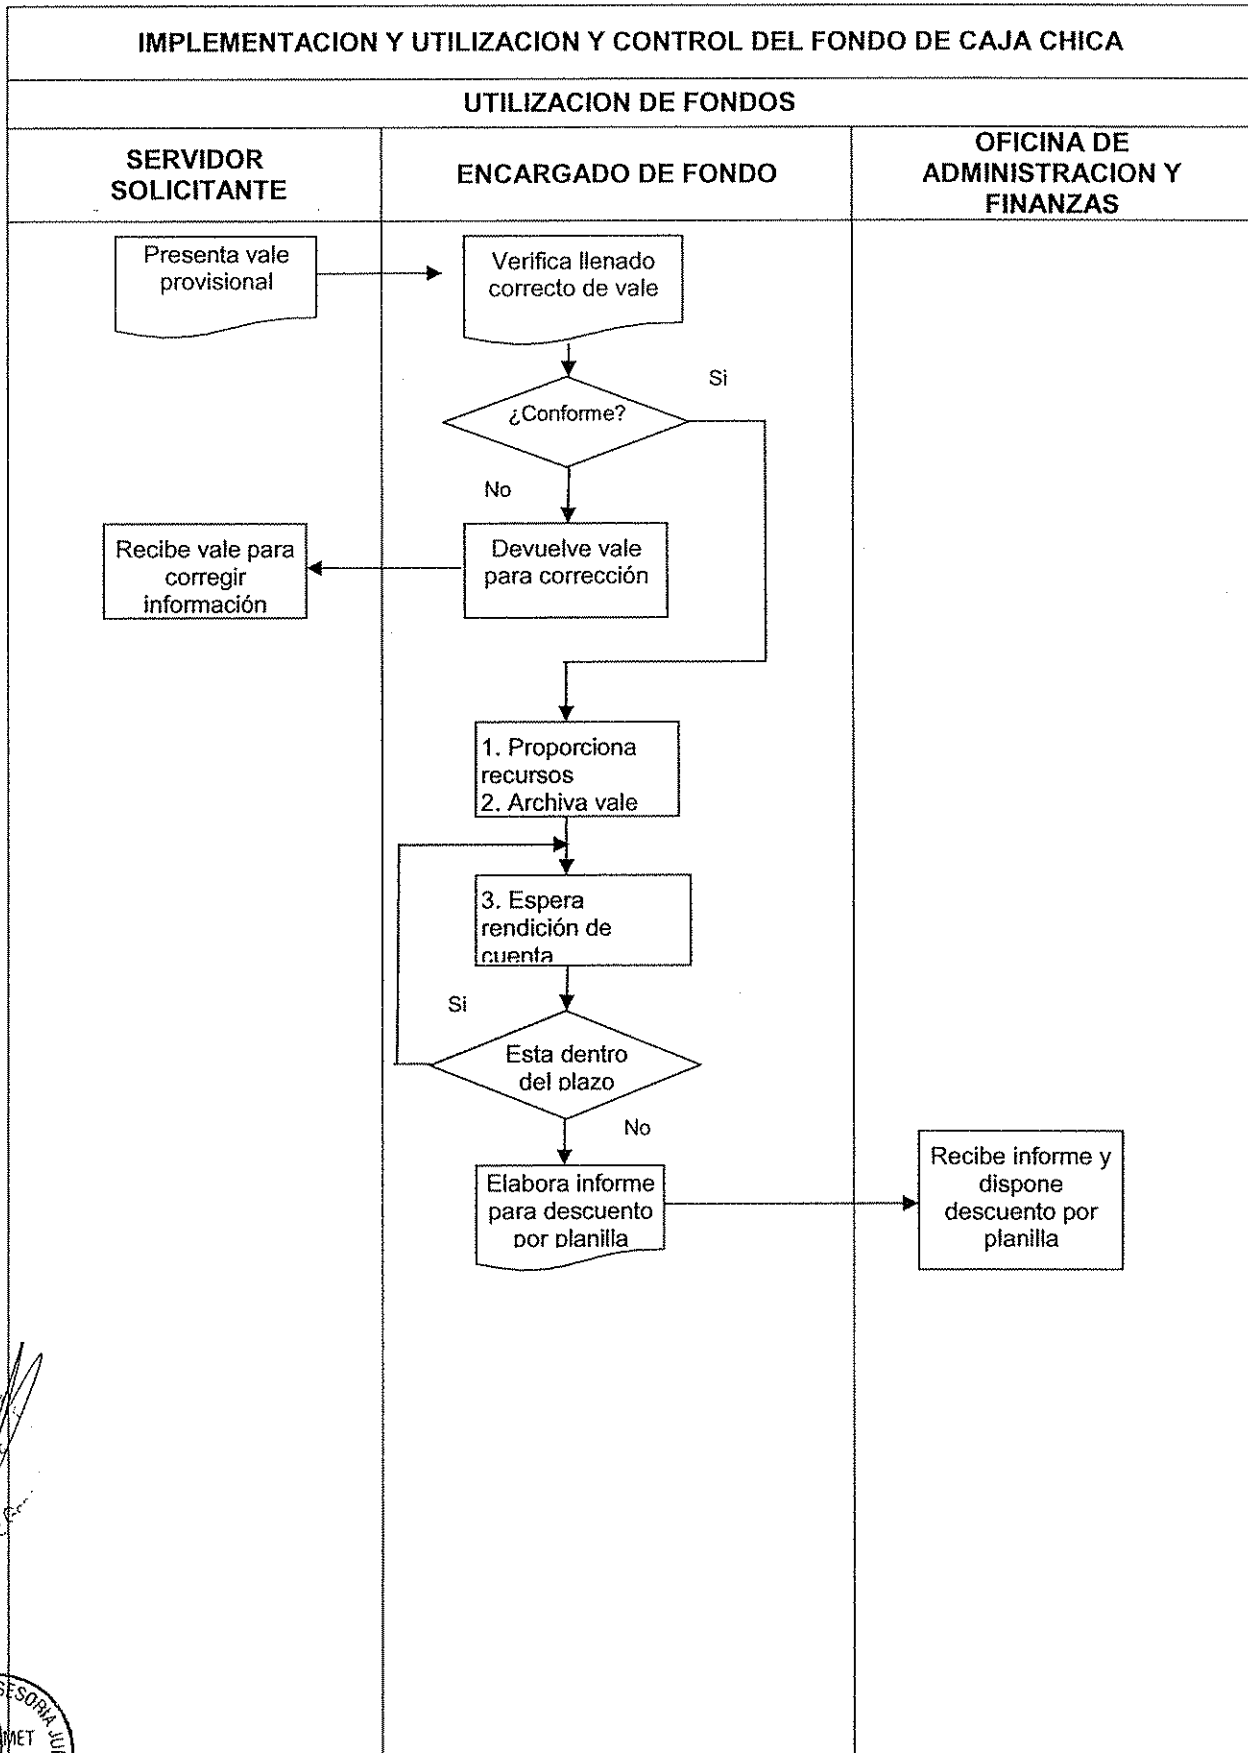 IMPLEMENTACION Y UTILIZACION Y CONTROL DEL FONDO DE CAJA CHICA
UTILIZACION DE FONDOS
SERVIDOR
SOLICITANTE
ENCARGADO DE FONDO
OFICINA DE
ADMINISTRACION Y
FINANZAS
Presenta vale
provisional
Verifica llenado
correcto de vale
Si
¿Conforme?
No
Recibe vale para
corregir
información
Devuelve vale
para corrección
1. Proporciona
recursos
2. Archiva vale
3. Espera
rendición de
cuenta
Si
Esta dentro
del plazo
No
Elabora informe
para descuento
por planilla
Recibe informe y
dispone
descuento por
planilla